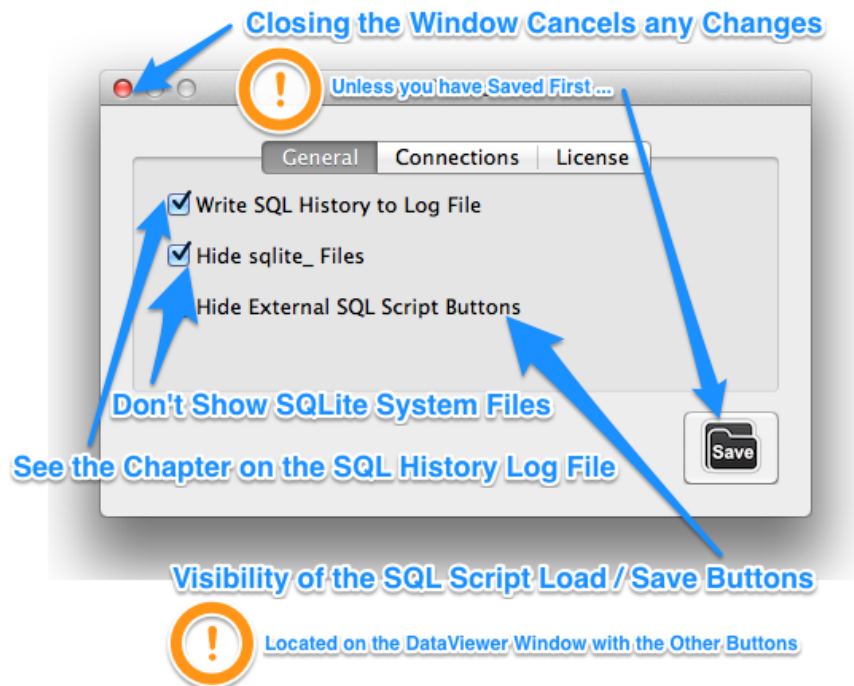 Closing the Window Cancels any Changes
Unless you have Saved First ...
General Connections License
Write SQL History to Log File
Hide sqlite_ Files
Hide External SQL Script Buttons
Don't Show SQLite System Files
Save
See the Chapter on the SQL History Log File
Visibility of the SQL Script Load / Save Buttons
Located on the DataViewer Window with the Other Buttons